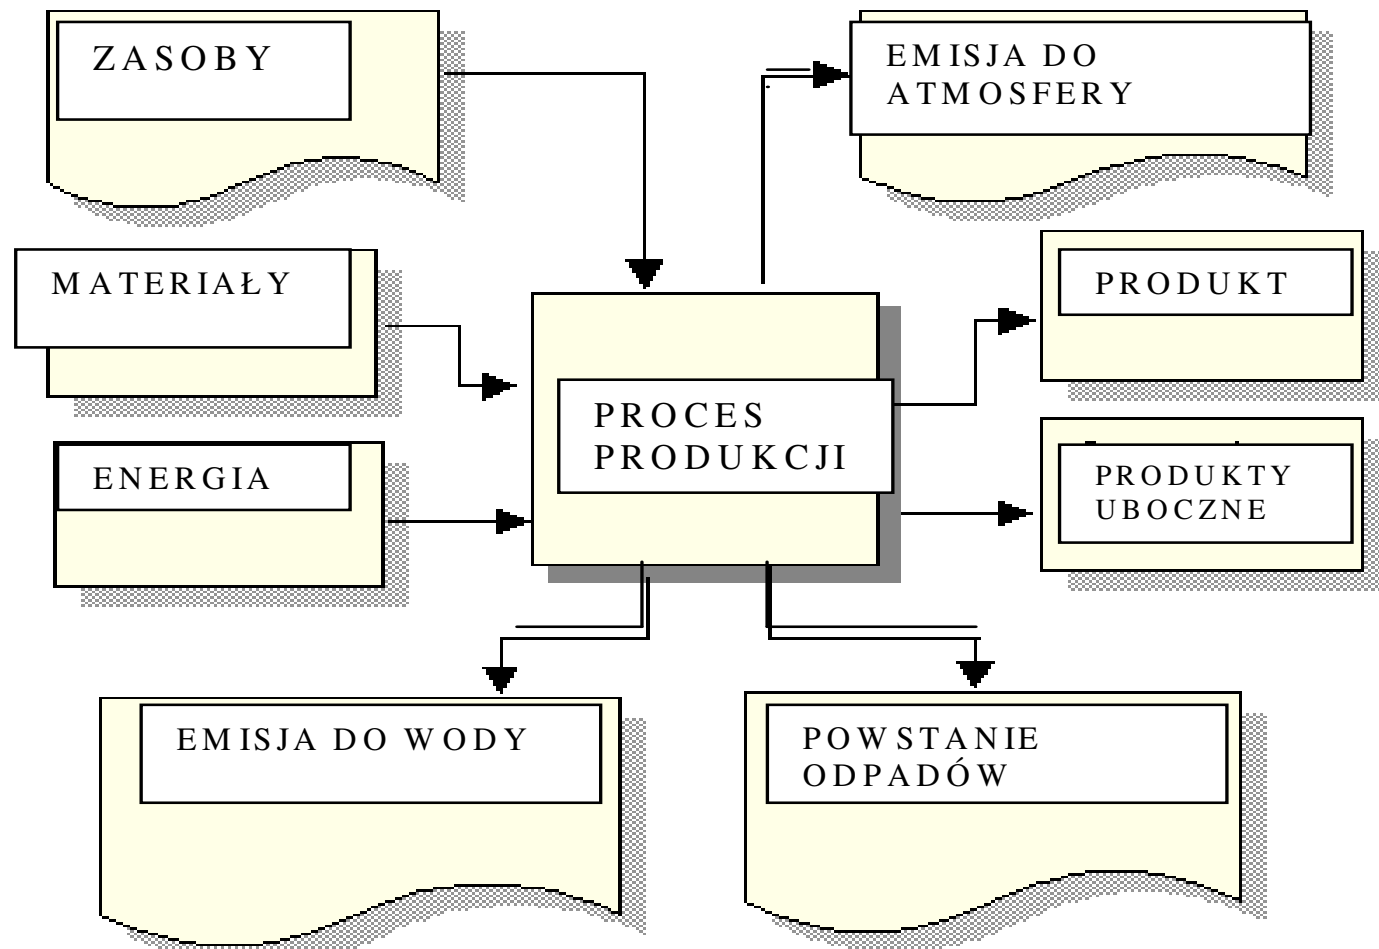 ZASOBY
EMISJA DO
ATMOSFERY
MATERIAŁY
PRODUKT
PROCES
PRODUKCJI
ENERGIA
PRODUKTY
UBOCZNE
EMISJA DO WODY
POWSTANIE
ODPADÓW